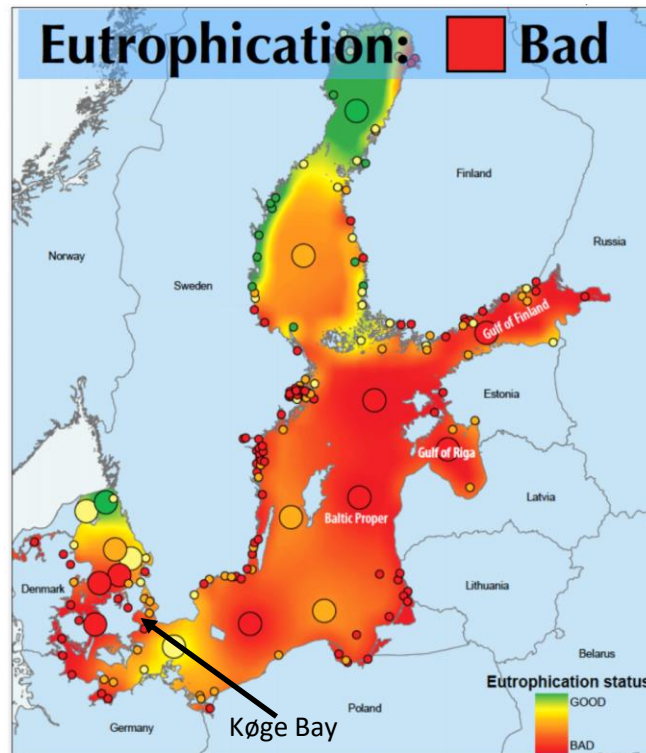 Eutrophication: Bad
Finland
Norway
Russia
Sweden
Gulf of Finland
Estonia
Gulf of Riga
Latvia
Baltic Proper
Denmark
Lithuania
Belarus
Eutrophication status
GOOD
Køge Bay
Poland
Germany
BAD